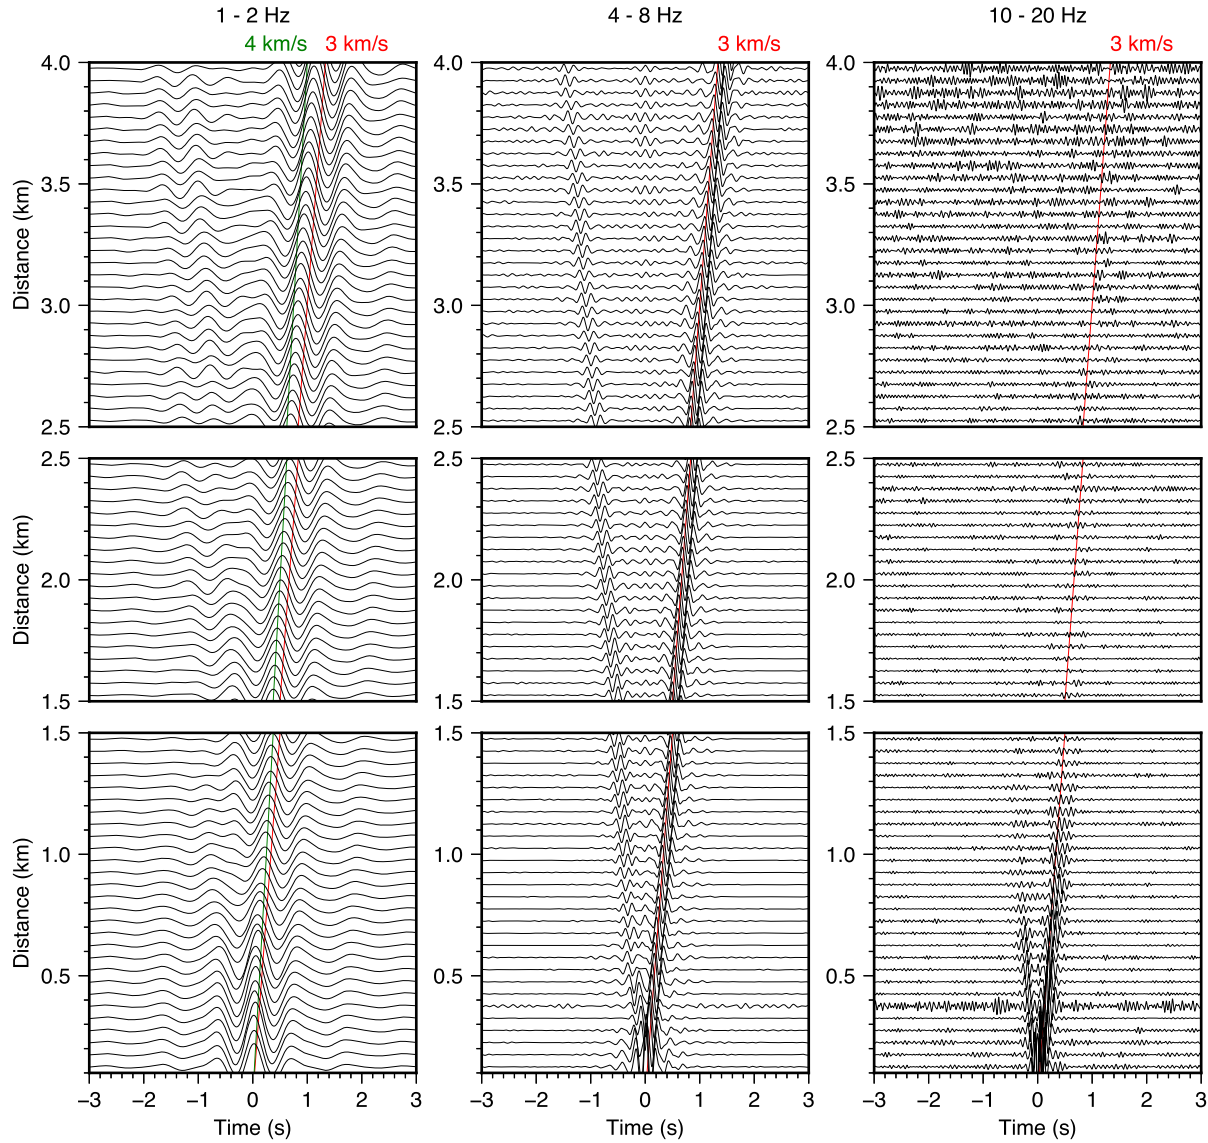 1 - 2 Hz 4 - 8 Hz 10 - 20 Hz
4 km/s 3 km/s 3 km/s 3 km/s
4.0 4.0 4.0
3.5 3.5 3.5
Distance (km)
3.0 3.0 3.0
2.5 2.5 2.5
2.5 2.5 2.5
Distance (km)
2.0 2.0 2.0
1.5 1.5 1.5
1.5 1.5 1.5
Distance (km)
1.0 1.0 1.0
0.5 0.5 0.5
−3 −2 −1 0 1 2 3 −3 −2 −1 0 1 2 3 −3 −2 −1 0 1 2 3
Time (s) Time (s) Time (s)